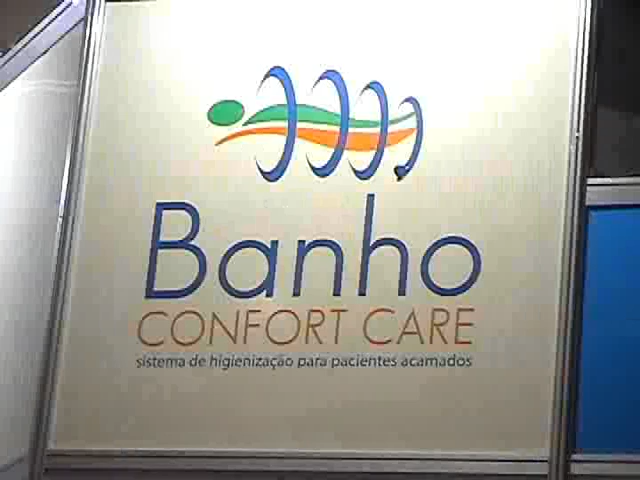 Banho
CONFORT CARE
sistema de higienização para pacientes acamados